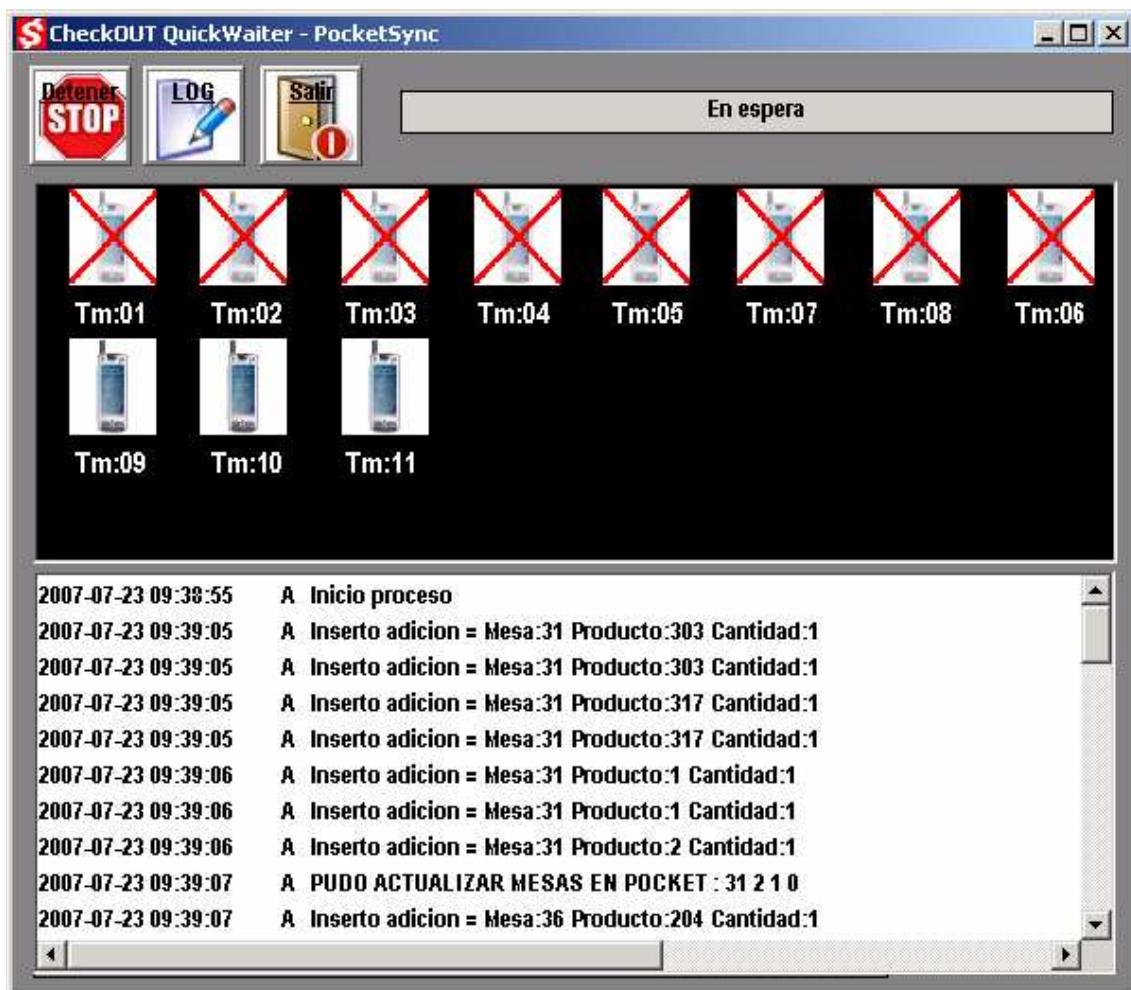 CheckOUT QuickWaiter - PocketSync
Detener LOG Salir
STOP
En espera
Tm:01 Tm:02 Tm:03 Tm:04 Tm:05 Tm:07 Tm:08 Tm:06
Tm:09 Tm:10 Tm:11
2007-07-23 09:38:55 A Inicio proceso
2007-07-23 09:39:05 A Inserto adicion = Mesa:31 Producto:303 Cantidad:1
2007-07-23 09:39:05 A Inserto adicion = Mesa:31 Producto:303 Cantidad:1
2007-07-23 09:39:05 A Inserto adicion = Mesa:31 Producto:317 Cantidad:1
2007-07-23 09:39:05 A Inserto adicion = Mesa:31 Producto:317 Cantidad:1
2007-07-23 09:39:06 A Inserto adicion = Mesa:31 Producto:1 Cantidad:1
2007-07-23 09:39:06 A Inserto adicion = Mesa:31 Producto:1 Cantidad:1
2007-07-23 09:39:06 A Inserto adicion = Mesa:31 Producto:2 Cantidad:1
2007-07-23 09:39:07 A PUDO ACTUALIZAR MESAS EN POCKET : 31 2 1 0
2007-07-23 09:39:07 A Inserto adicion = Mesa:36 Producto:204 Cantidad:1